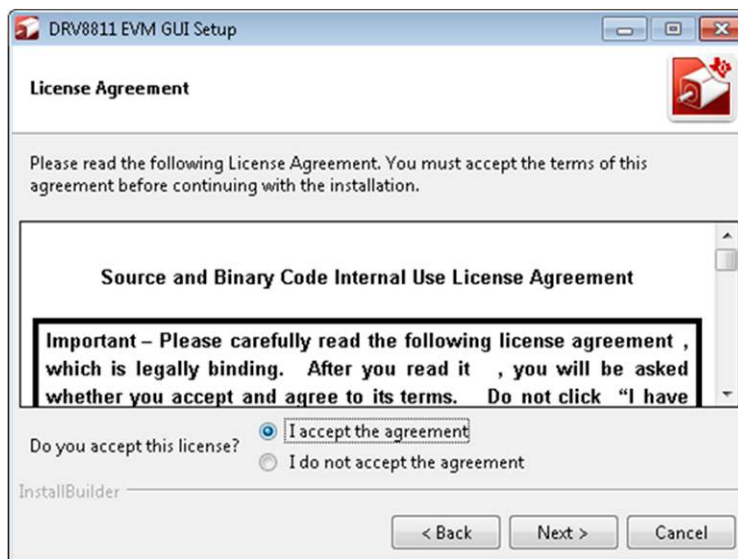 DRV8811 EVM GUI Setup
License Agreement
Please read the following License Agreement. You must accept the terms of this
agreement before continuing with the installation.
Source and Binary Code Internal Use License Agreement
Important – Please carefully read the following license agreement ,
which is legally binding. After you read it , you will be asked
whether you accept and agree to its terms. Do not click “I have
Do you accept this license?
I accept the agreement
I do not accept the agreement
InstallBuilder
< Back Next > Cancel